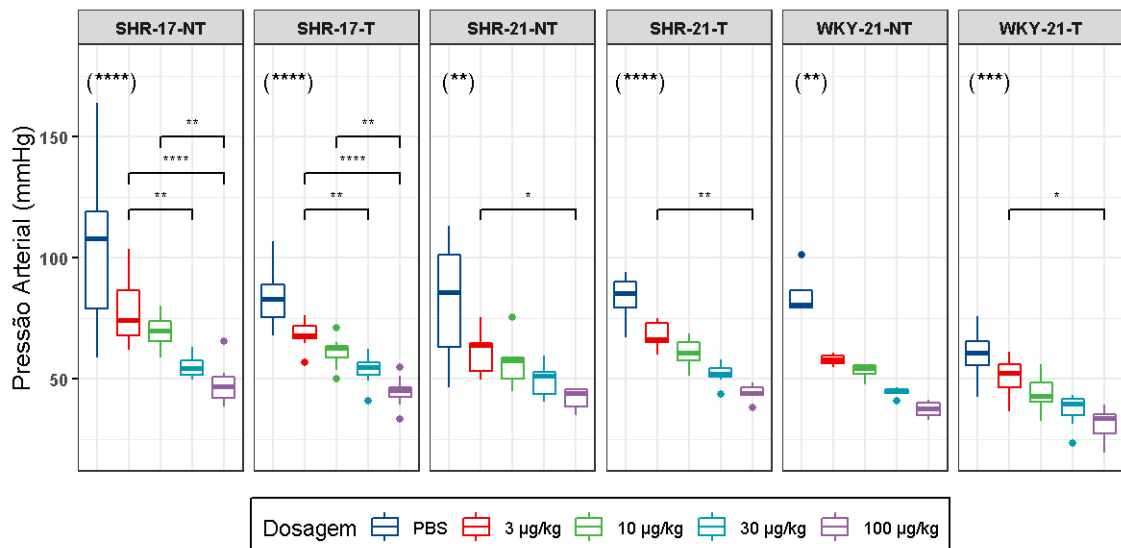 SHR-17-NT SHR-17-T SHR-21-NT SHR-21-T WKY-21-NT WKY-21-T
(****) (****) (**) (****) (**) (***)
** **
**** ****
** ** * ** *
Pressão Arterial (mmHg)
150
100
50
Dosagem PBS 3 µg/kg 10 µg/kg 30 µg/kg 100 µg/kg